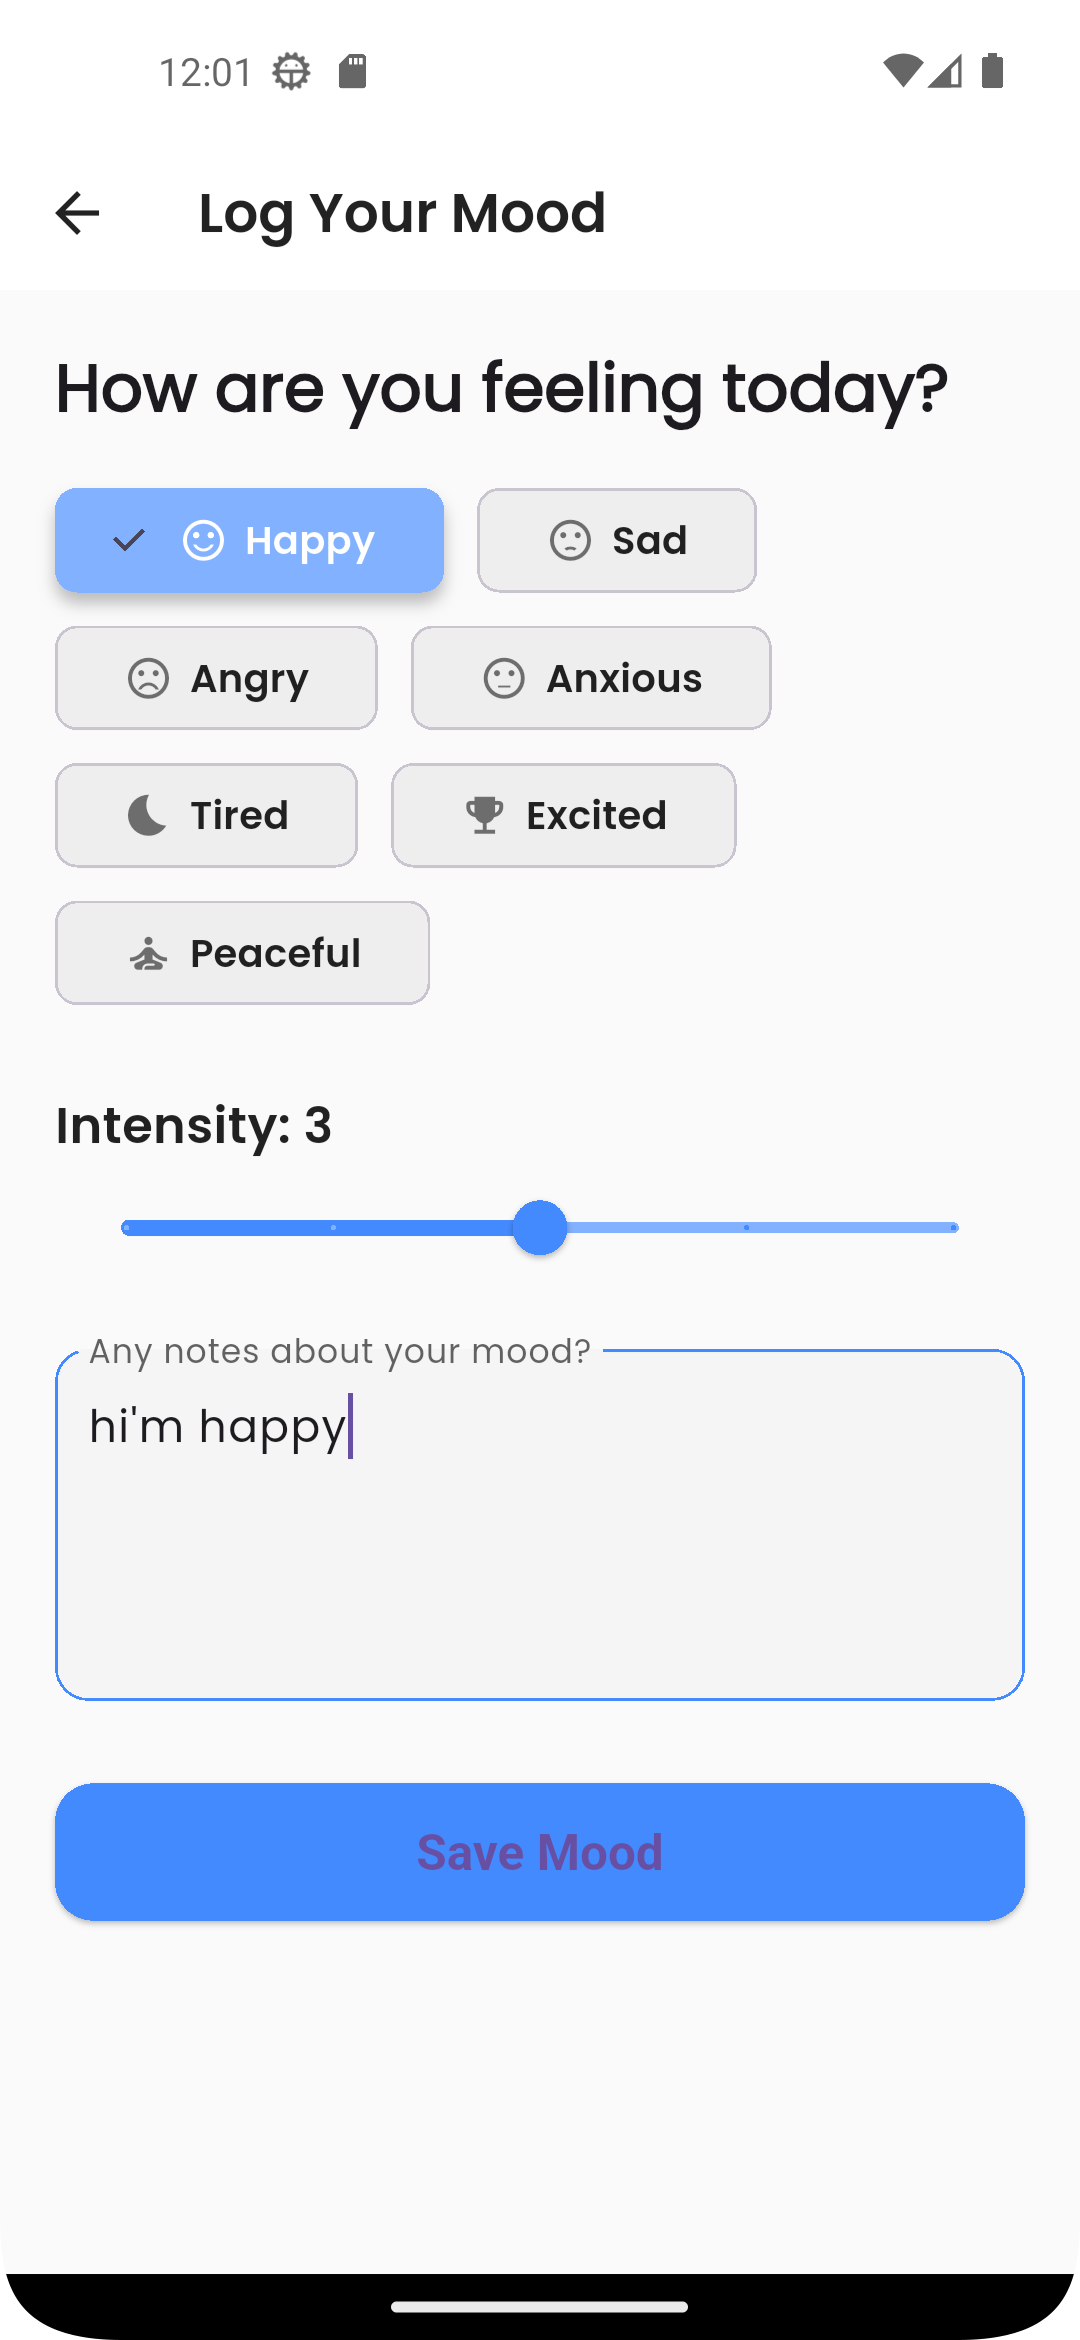 12:01
Log Your Mood
How are you feeling today?
Happy
Sad
Angry
Anxious
Tired
Excited
Peaceful
Intensity: 3
Any notes about your mood?
hi'm happy
Save Mood